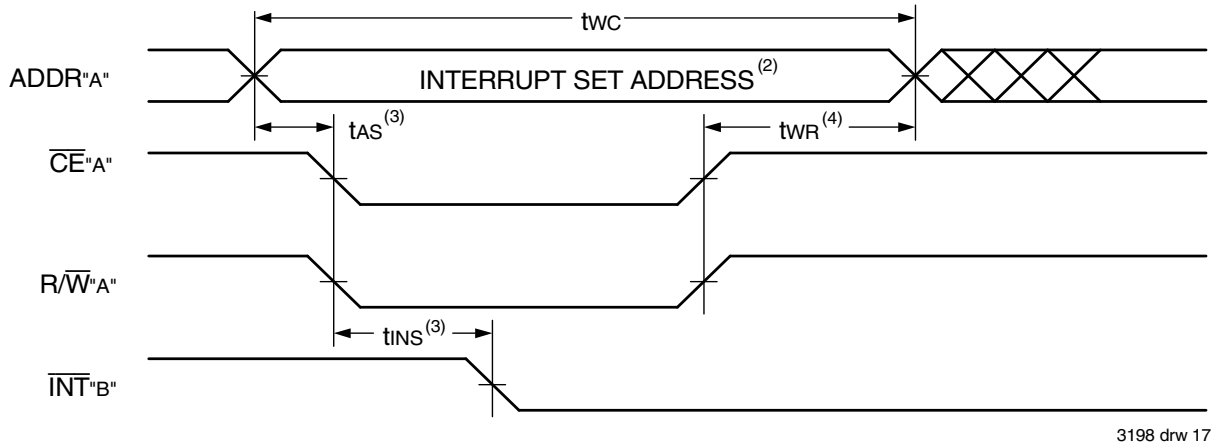 tWC
ADDR"A"
INTERRUPT SET ADDRESS(2)
tAS(3)
tWR(4)
CE"A"
R/W"A"
tINS(3)
INT"B"
3198 drw 17